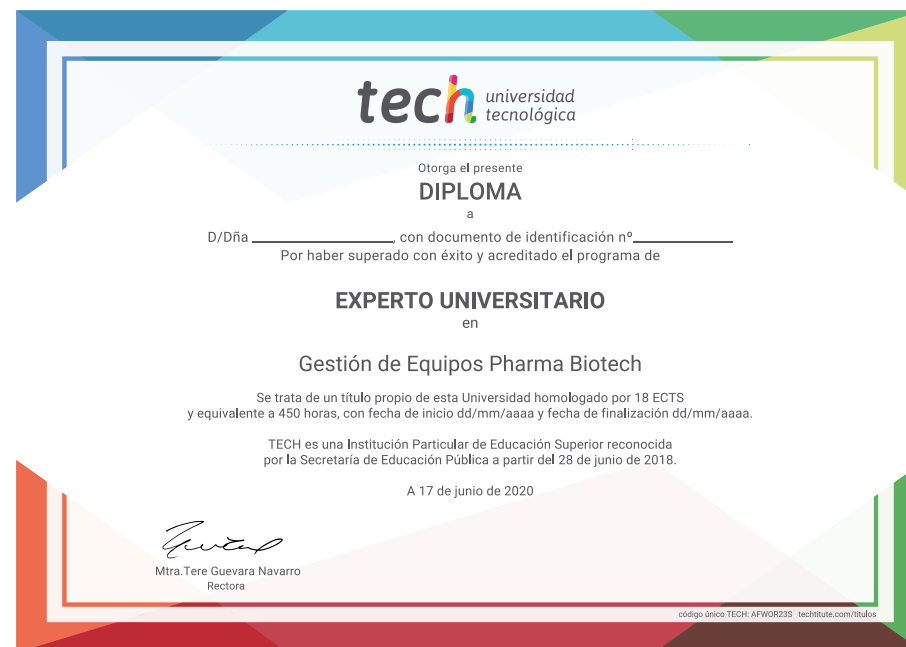 tech universidad
tecnológica
Otorga el presente
DIPLOMA
a
D/Dña ____________________, con documento de identificación nº______________
Por haber superado con éxito y acreditado el programa de
EXPERTO UNIVERSITARIO
en
Gestión de Equipos Pharma Biotech
Se trata de un título propio de esta Universidad homologado por 18 ECTS
y equivalente a 450 horas, con fecha de inicio dd/mm/aaaa y fecha de finalización dd/mm/aaaa.
TECH es una Institución Particular de Educación Superior reconocida
por la Secretaría de Educación Pública a partir del 28 de junio de 2018.
A 17 de junio de 2020
Mtra.Tere Guevara Navarro
Rectora
código único TECH: AFWOR23S techtitute.com/titulos